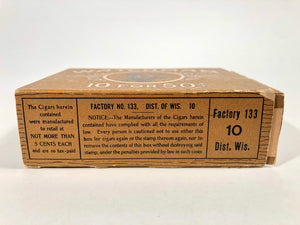 10 FOR 50¢
The Cigars herein
contained
were manufactured
to retail at
NOT MORE THAN
5 CENTS EACH
and are so tax-paid
FACTORY NO. 133, DIST. OF WIS. 10
NOTICE—The Manufacturers of the Cigars herein
contained have complied with all the requirements of
law. Every person is cautioned not to use either this
box for cigars again or the stamp thereon again, nor to
remove the contents of this box without destroying said
stamp, under the penalties provided by law in such cases
Factory 133
10
Dist. Wis.